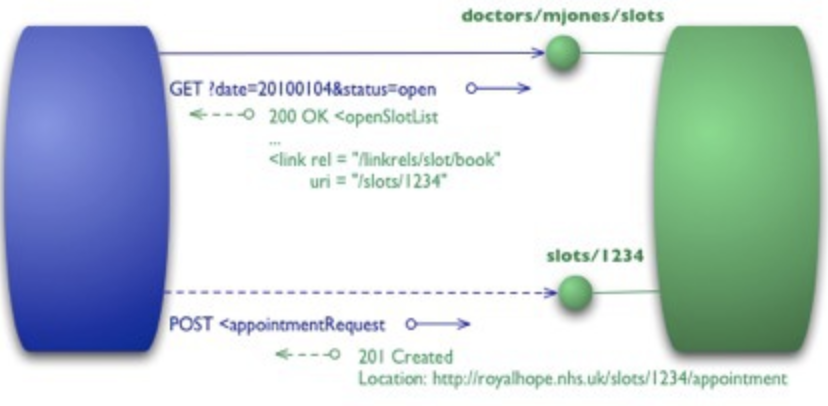 doctors/mjones/slots
GET ?date=20100104&status=open
200 OK <openSlotList
...
<link rel = "/linkrels/slot/book"
uri = "/slots/1234"
slots/1234
POST <appointmentRequest
201 Created
Location: http://royalhope.nhs.uk/slots/1234/appointment